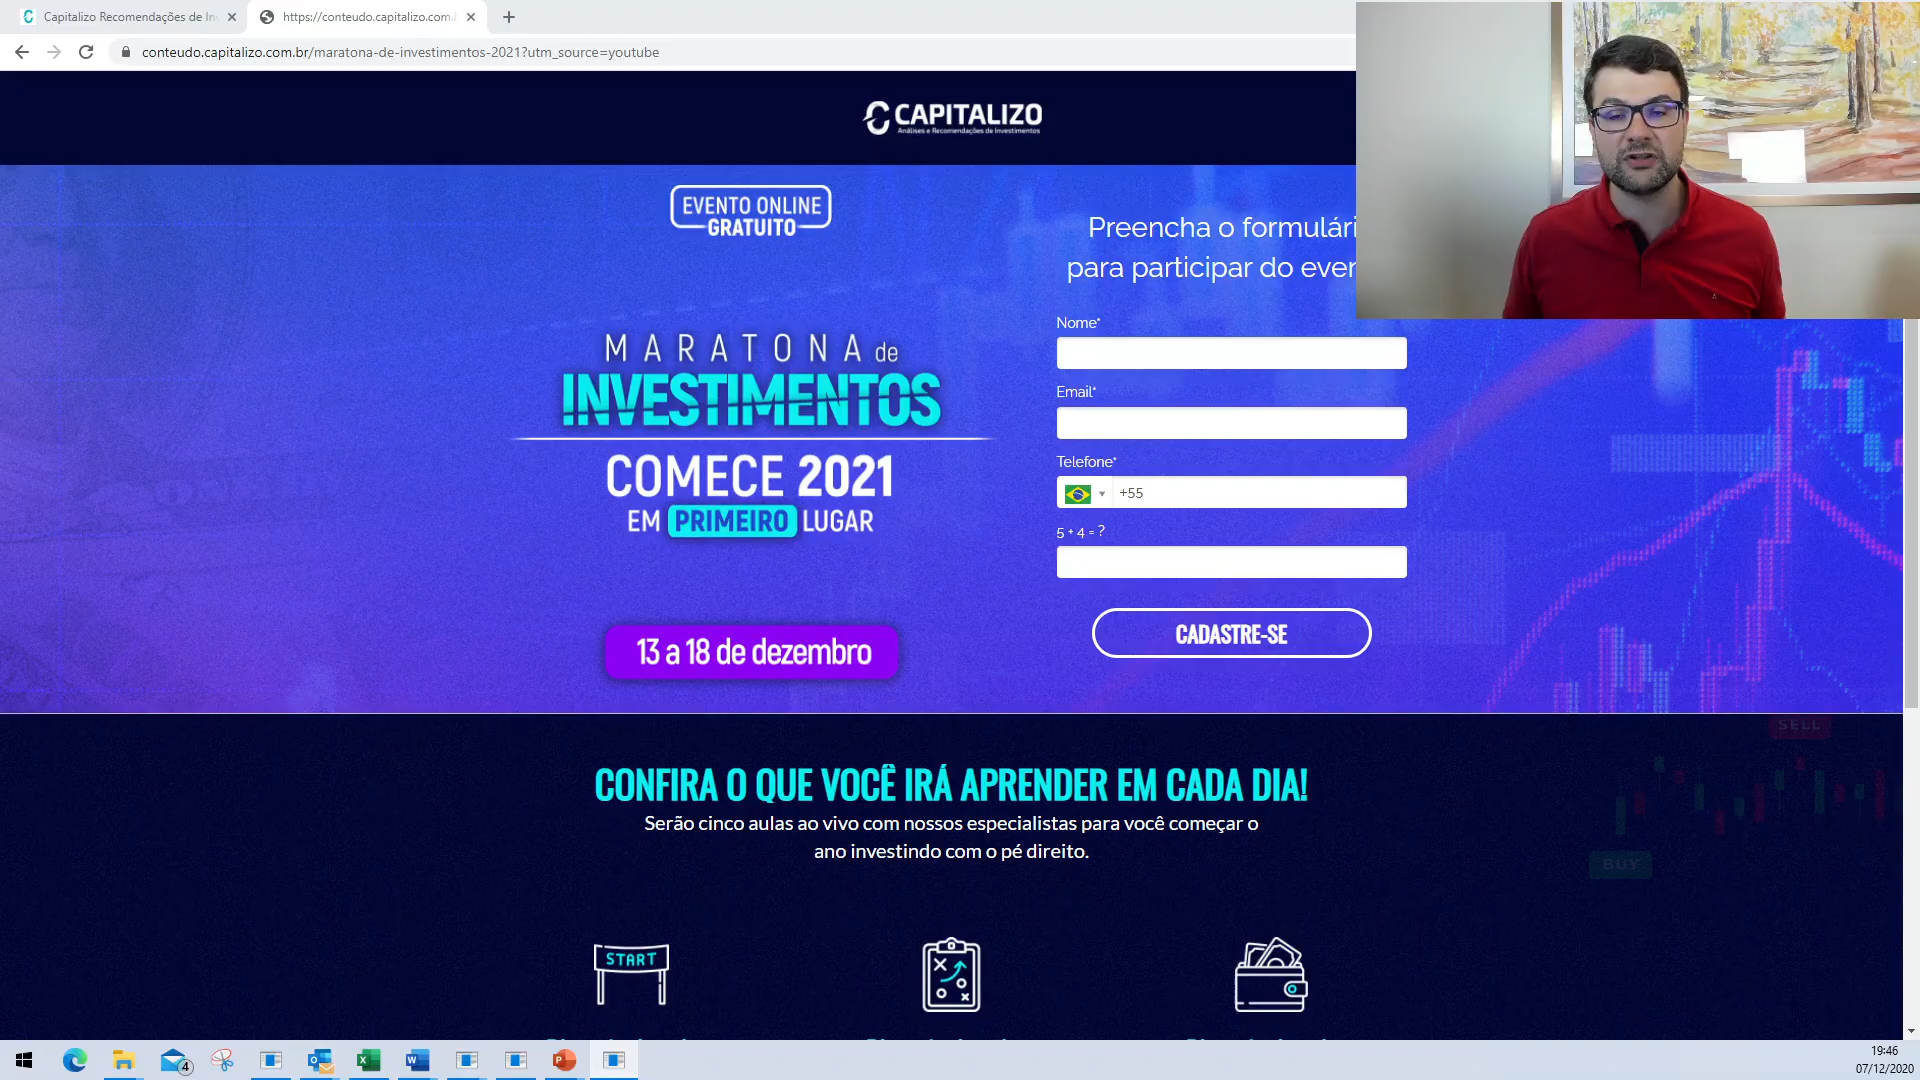 Capitalizo Recomendações de In
https://conteudo.capitalizo.com.
conteudo.capitalizo.com.br/maratona-de-investimentos-2021?utm_source=youtube
CAPITALIZO
Análises e Recomendações de Investimentos
EVENTO ONLINE
GRATUITO
MARATONA de
INVESTIMENTOS
COMECE 2021
EM PRIMEIRO LUGAR
13 a 18 de dezembro
Preencha o formulári
para participar do even
Nome*
Email*
Telefone*
+55
5 + 4 = ?
CADASTRE-SE
SELL
BUY
CONFIRA O QUE VOCÊ IRÁ APRENDER EM CADA DIA!
Serão cinco aulas ao vivo com nossos especialistas para você começar o
ano investindo com o pé direito.
START
4
19:46
07/12/2020